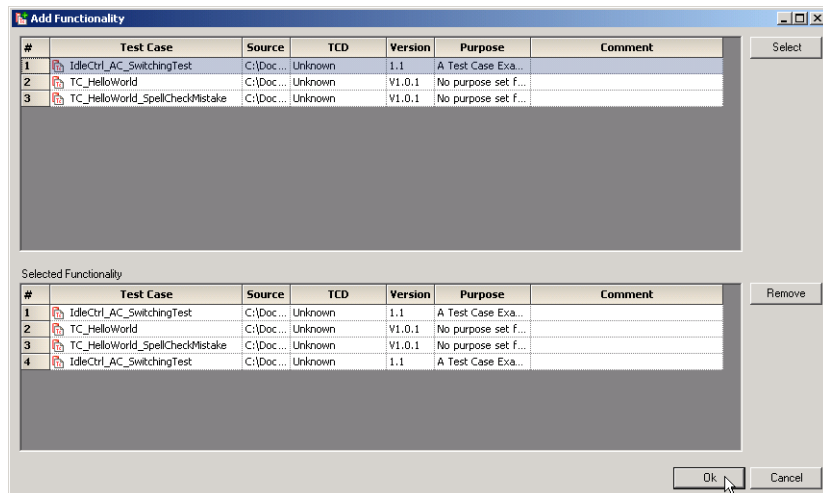 Add Functionality
# Test Case Source TCD Version Purpose Comment
Select
1 IdleCtrl_AC_SwitchingTest C:\Doc... Unknown 1.1 A Test Case Exa...
2 TC_HelloWorld C:\Doc... Unknown V1.0.1 No purpose set f...
3 TC_HelloWorld_SpellCheckMistake C:\Doc... Unknown V1.0.1 No purpose set f...
Selected Functionality
# Test Case Source TCD Version Purpose Comment
Remove
1 IdleCtrl_AC_SwitchingTest C:\Doc... Unknown 1.1 A Test Case Exa...
2 TC_HelloWorld C:\Doc... Unknown V1.0.1 No purpose set f...
3 TC_HelloWorld_SpellCheckMistake C:\Doc... Unknown V1.0.1 No purpose set f...
4 IdleCtrl_AC_SwitchingTest C:\Doc... Unknown 1.1 A Test Case Exa...
Ok Cancel